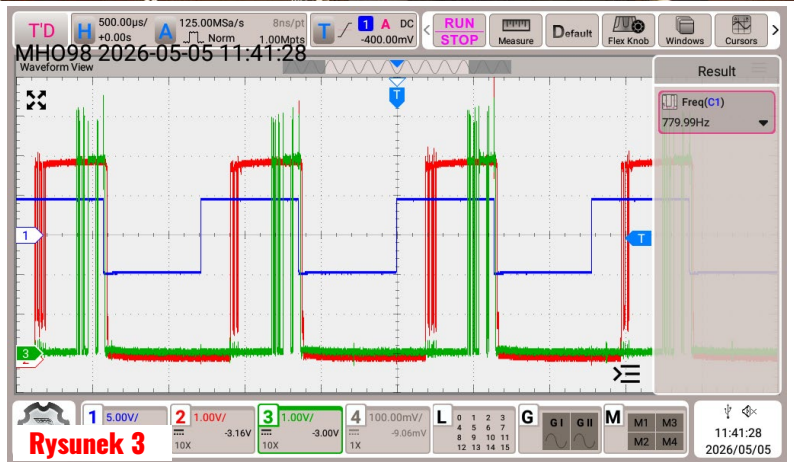 T'D
H
500.00µs/
+0.00s
A
125.00MSa/s
8ns/pt
Norm
1.00Mpts
T
1 A DC
-400.00mV
RUN
STOP
Measure
Default
Flex Knob
Windows
Cursors
MHO98 2026-05-05 11:41:28
Waveform View
Result
T
Freq(C1)
779.99Hz
1
T
3
1 5.00V/
2 1.00V/
-3.16V
10X
3 1.00V/
-3.00V
10X
4 100.00mV/
-9.06mV
1X
L
0 1 2 3
4 5 6 7
8 9 10 11
12 13 14 15
G
GI GII
M
M1 M3
M2 M4
11:41:28
2026/05/05
Rysunek 3